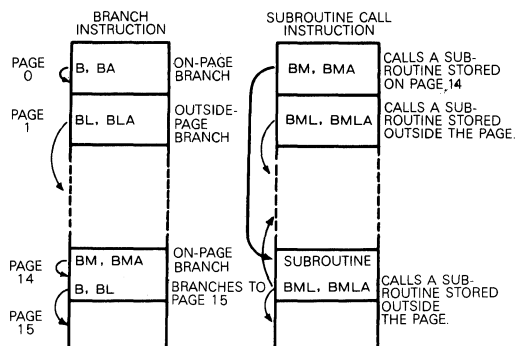 BRANCH
INSTRUCTION
SUBROUTINE CALL
INSTRUCTION
PAGE
0
B, BA
ON-PAGE
BRANCH
BM, BMA
CALLS A SUB-
ROUTINE STORED
ON PAGE 14
PAGE
1
BL, BLA
OUTSIDE-
PAGE
BRANCH
BML, BMLA
CALLS A SUB-
ROUTINE STORED
OUTSIDE THE PAGE.
PAGE
14
BM, BMA
ON-PAGE
BRANCH
B, BL
BRANCHES TO
PAGE 15
SUBROUTINE
BML, BMLA
CALLS A SUB-
ROUTINE STORED
OUTSIDE
THE PAGE.
PAGE
15